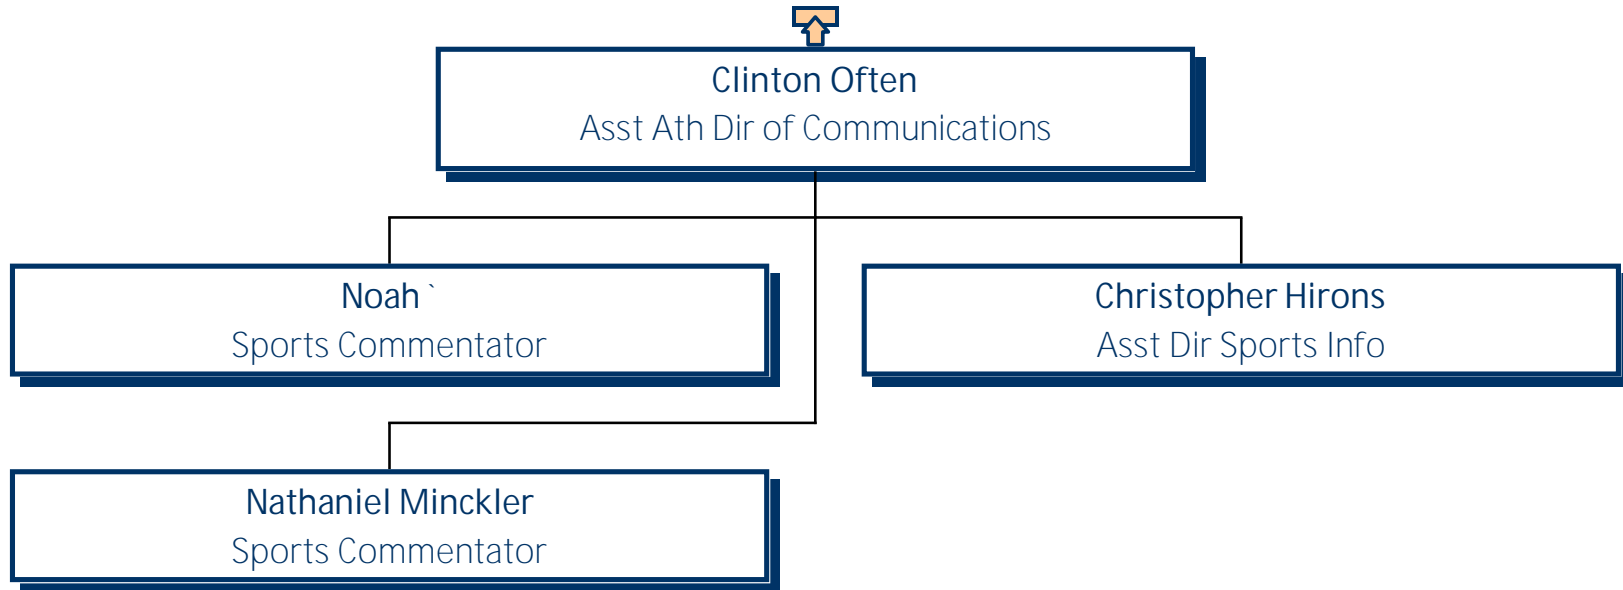 Clinton Often
Asst Ath Dir of Communications
Noah `
Sports Commentator
Christopher Hirons
Asst Dir Sports Info
Nathaniel Minckler
Sports Commentator